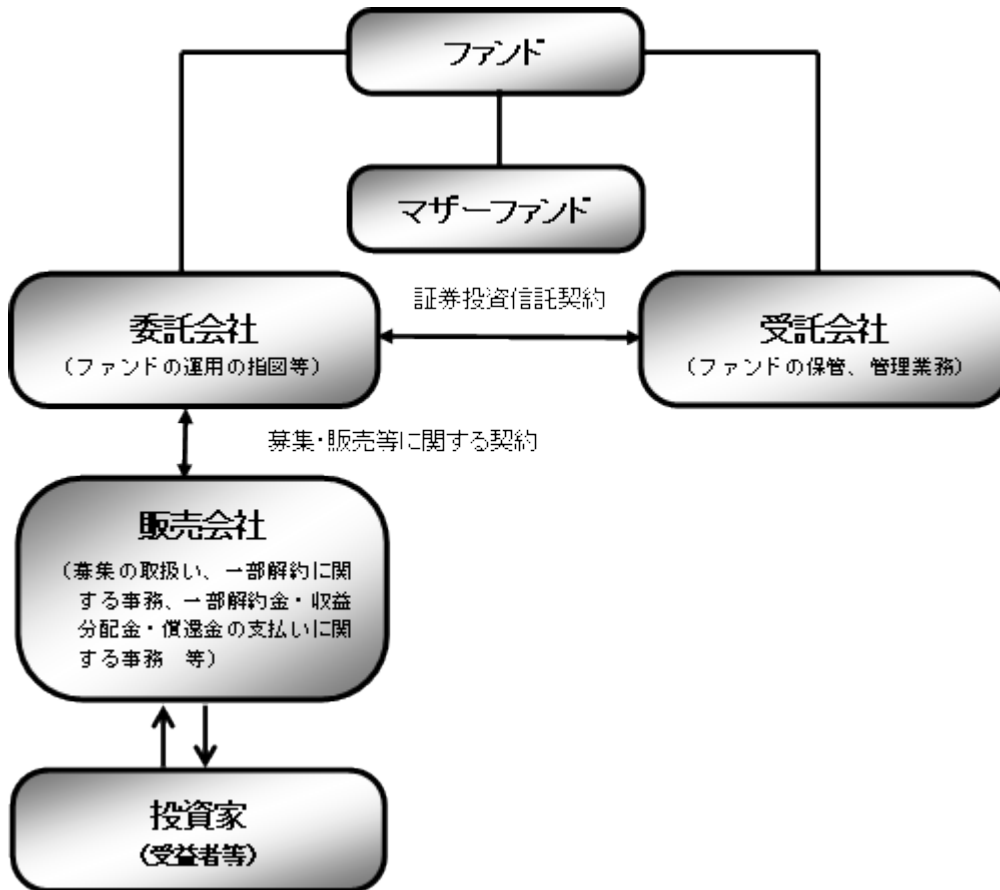 ファンド
マザーファンド
証券投資信託契約
委託会社
(ファンドの運用の指図等)
受託会社
(ファンドの保管、管理業務)
募集・販売等に関する契約
販売会社
(募集の取扱い、一部解約に関
する事務、一部解約金・収益
分配金・償還金の支払いに関
する事務　等)
投資家
(受益者等)